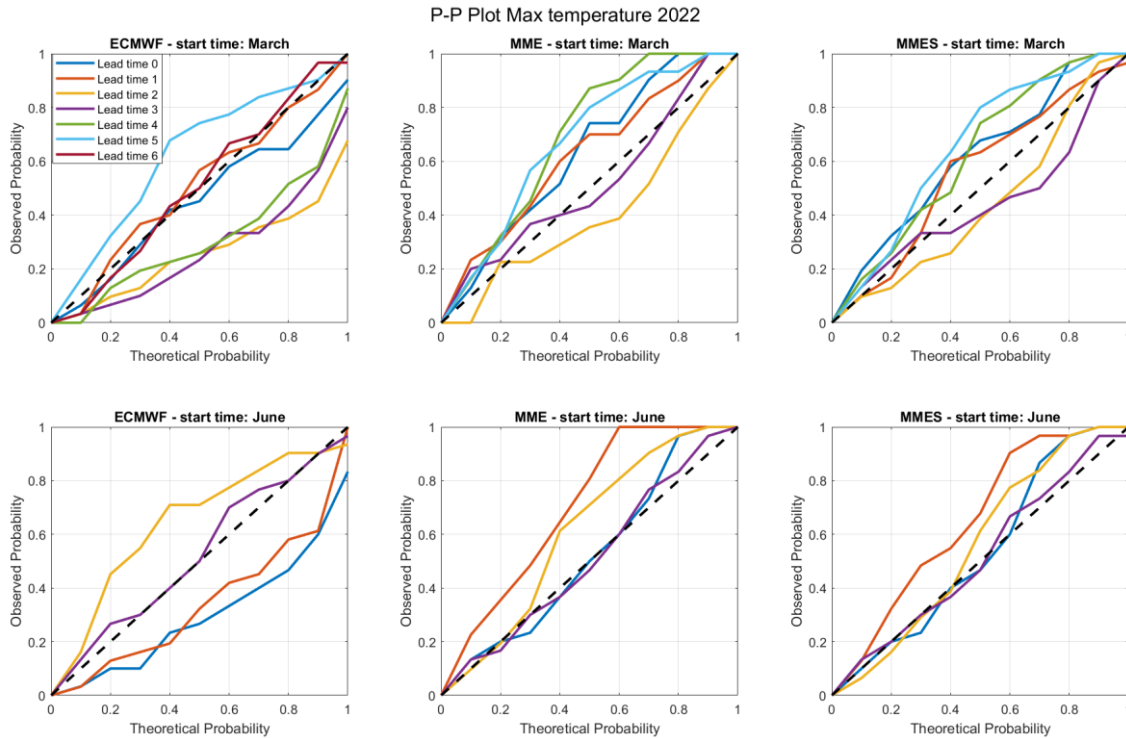 P-P Plot Max temperature 2022
ECMWF - start time: March
MME - start time: March
MMES - start time: March
Lead time 0
Lead time 1
Lead time 2
Lead time 3
Lead time 4
Lead time 5
Lead time 6
Observed Probability
1
0.8
0.6
0.4
0.2
0
0
0.2
0.4
0.6
0.8
1
Theoretical Probability
Observed Probability
1
0.8
0.6
0.4
0.2
0
0
0.2
0.4
0.6
0.8
1
Theoretical Probability
Observed Probability
1
0.8
0.6
0.4
0.2
0
0
0.2
0.4
0.6
0.8
1
Theoretical Probability
ECMWF - start time: June
MME - start time: June
MMES - start time: June
Observed Probability
1
0.8
0.6
0.4
0.2
0
0
0.2
0.4
0.6
0.8
1
Theoretical Probability
Observed Probability
1
0.8
0.6
0.4
0.2
0
0
0.2
0.4
0.6
0.8
1
Theoretical Probability
Observed Probability
1
0.8
0.6
0.4
0.2
0
0
0.2
0.4
0.6
0.8
1
Theoretical Probability